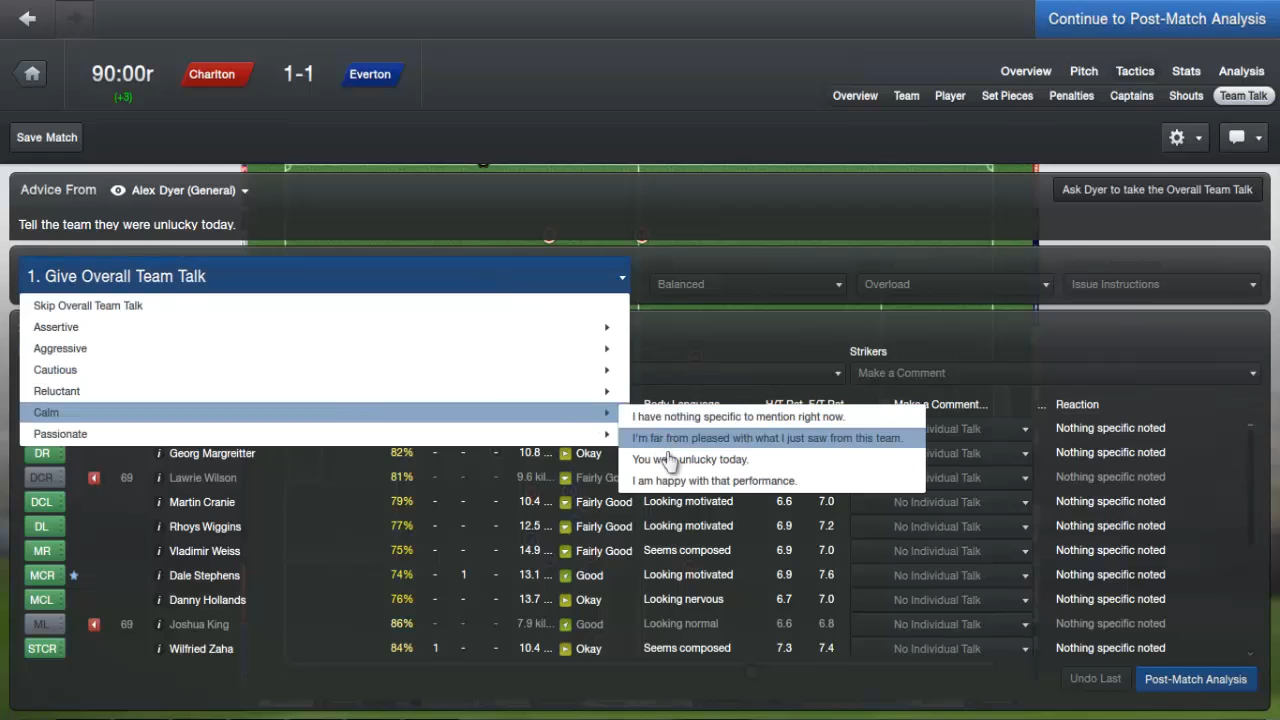 Continue to Post-Match Analysis
90:00r
(+3)
Charlton
1-1
Everton
Overview Pitch Tactics Stats Analysis
Overview Team Player Set Pieces Penalties Captains Shouts Team Talk
Save Match
Advice From Alex Dyer (General)
Ask Dyer to take the Overall Team Talk
Tell the team they were unlucky today.
1. Give Overall Team Talk
Balanced
Overload
Issue Instructions
Skip Overall Team Talk
Assertive
Aggressive
Cautious
Reluctant
Calm
Passionate
Strikers
Make a Comment
I have nothing specific to mention right now.
I'm far from pleased with what I just saw from this team.
unlucky today.
I am happy with that performance.
... Reaction
No Individual Talk Nothing specific noted
DR i Georg Margreitter 82% - - - 10.8 ... Okay Nothing specific noted
DCR 69 i Lawrie Wilson - - 9.6 kil... Nothing specific noted
DCL i Martin Cranie 79% - - - 10.4 ... Fairly Good Looking motivated 6.6 7.0 No Individual Talk Nothing specific noted
DL i Rhoys Wiggins 77% - - - 12.5 ... Fairly Good Looking motivated 6.9 7.2 No Individual Talk Nothing specific noted
MR i Vladimir Weiss 75% - - - 14.9 ... Fairly Good Seems composed 6.9 7.0 No Individual Talk Nothing specific noted
MCR i Dale Stephens 74% - 1 - 13.1 ... Good Looking motivated 6.9 7.6 No Individual Talk Nothing specific noted
MCL i Danny Hollands 76% - - - 13.7 ... Okay Looking nervous 6.7 7.0 No Individual Talk Nothing specific noted
ML 69 i Joshua King 86% - - - 7.9 kil... Good Looking normal 6.6 6.8 No Individual Talk Nothing specific noted
STCR i Wilfried Zaha 84% 1 - - 10.4 ... Okay Seems composed 7.3 7.4 No Individual Talk Nothing specific noted
Undo Last
Post-Match Analysis